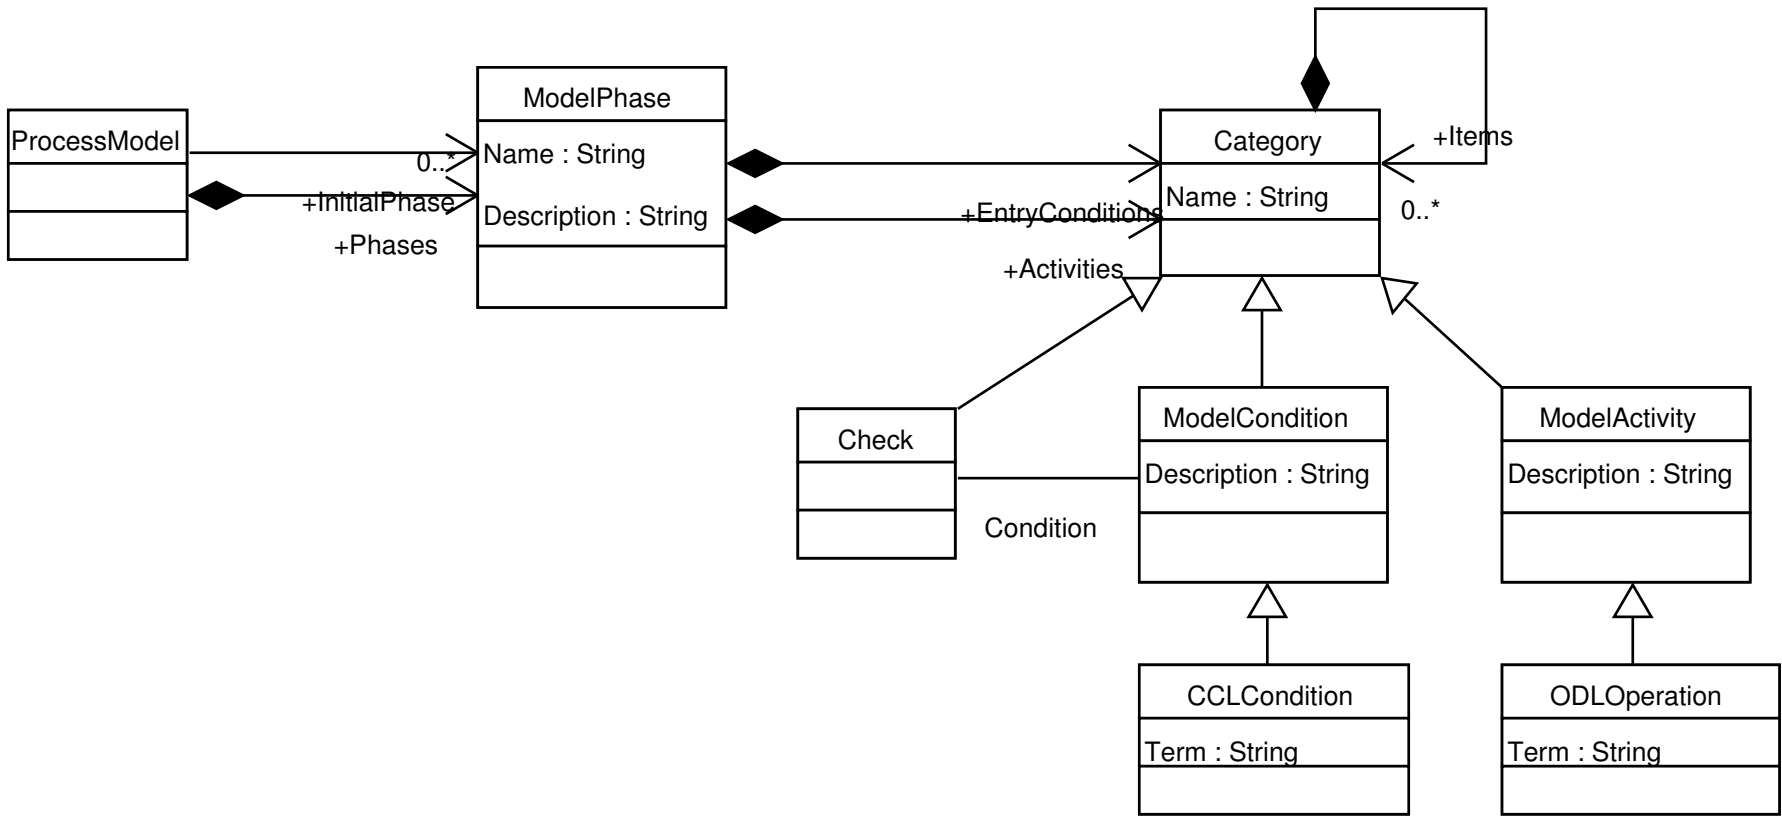 ModelPhase
ProcessModel
Category
+Items
Name : String
0..*
+InitialPhase
Description : String
+Phases
Name : String
0..*
+EntryConditions
+Activities
Check
ModelCondition
ModelActivity
Description : String
Description : String
Condition
CCLCondition
ODLOperation
Term : String
Term : String